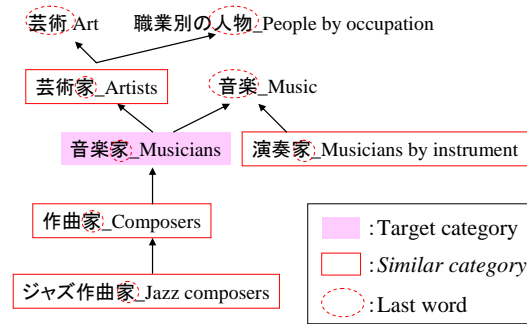 芸術 Art
職業別の人物_People by occupation
芸術家_Artists
音楽_Music
音楽家_Musicians
演奏家_Musicians by instrument
作曲家_Composers
ジャズ作曲家_Jazz composers
:Target category
:Similar category
:Last word